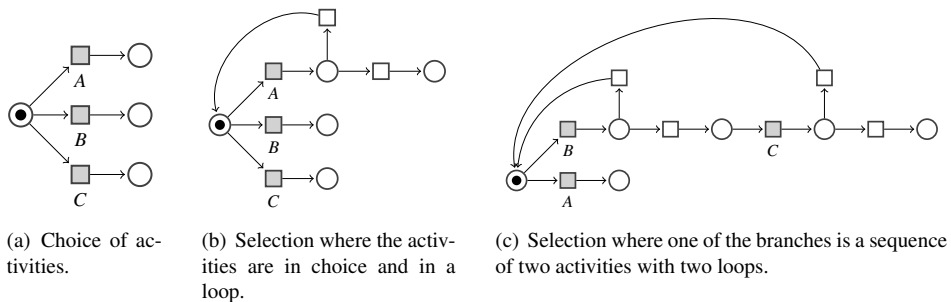 A
B
C
A
B
C
B
C
A
(a) Choice of ac-
tivities.
(b) Selection where the activ-
ities are in choice and in a
loop.
(c) Selection where one of the branches is a sequence
of two activities with two loops.